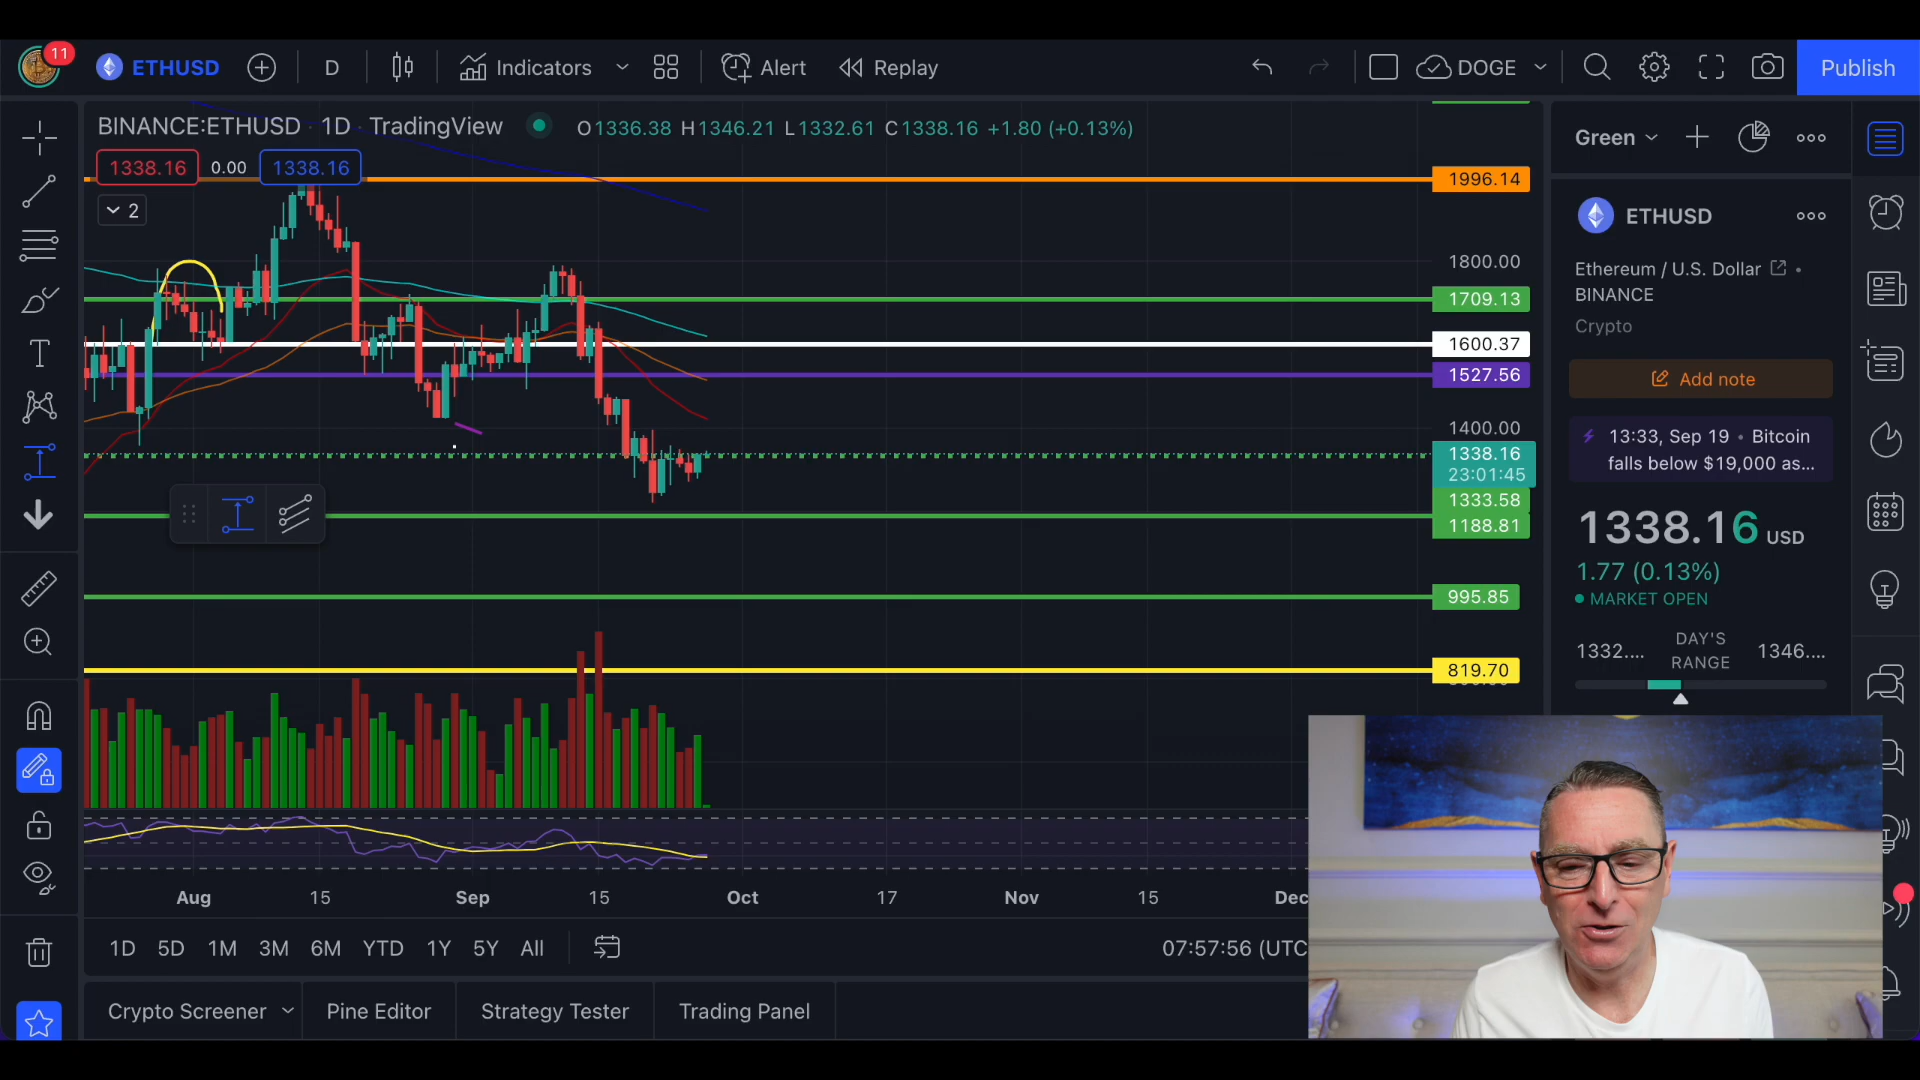 11
ETHUSD
D
Indicators
Alert
Replay
DOGE
Publish
BINANCE:ETHUSD · 1D · TradingView
O1336.38 H1346.21 L1332.61 C1338.16 +1.80 (+0.13%)
1338.16
0.00
1338.16
2
1996.14
1800.00
1709.13
1600.37
1527.56
1400.00
1338.16
23:01:45
1333.58
1188.81
995.85
819.70
Green
ETHUSD
Ethereum / U.S. Dollar
BINANCE
Crypto
Add note
13:33, Sep 19 • Bitcoin
falls below $19,000 as...
1338.16 USD
1.77 (0.13%)
MARKET OPEN
1332....
DAY'S
RANGE
1346....
Aug
15
Sep
15
Oct
17
Nov
15
Dec
1D
5D
1M
3M
6M
YTD
1Y
5Y
All
07:57:56 (UTC
Crypto Screener
Pine Editor
Strategy Tester
Trading Panel